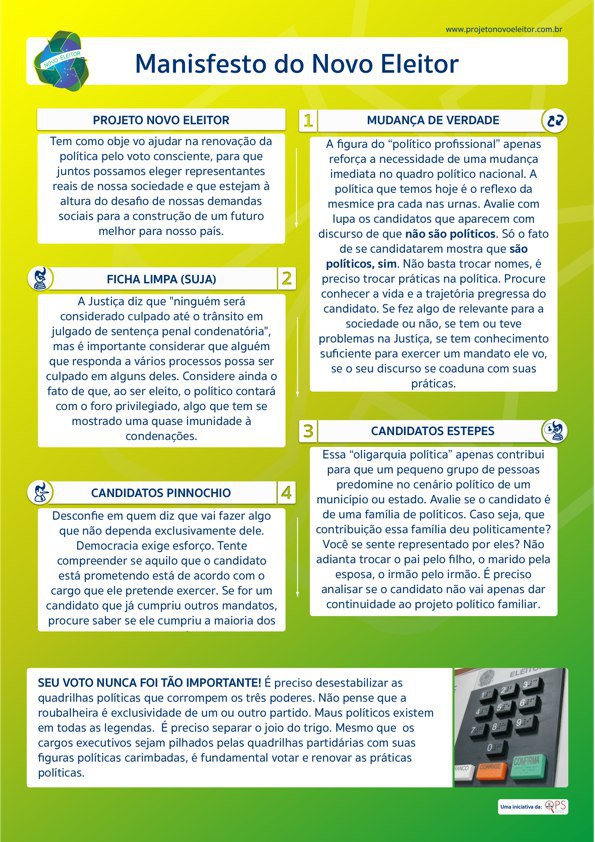 www.projetonovoeleitor.com.br
NOVO ELEITOR
Manisfesto do Novo Eleitor
PROJETO NOVO ELEITOR
Tem como obje vo ajudar na renovação da
política pelo voto consciente, para que
juntos possamos eleger representantes
reais de nossa sociedade e que estejam à
altura do desafio de nossas demandas
sociais para a construção de um futuro
melhor para nosso país.
1
MUDANÇA DE VERDADE
A figura do “político profissional” apenas
reforça a necessidade de uma mudança
imediata no quadro político nacional. A
política que temos hoje é o reflexo da
mesmice pra cada nas urnas. Avalie com
lupa os candidatos que aparecem com
discurso de que não são políticos. Só o fato
de se candidatarem mostra que são
políticos, sim. Não basta trocar nomes, é
preciso trocar práticas na política. Procure
conhecer a vida e a trajetória pregressa do
candidato. Se fez algo de relevante para a
sociedade ou não, se tem ou teve
problemas na Justiça, se tem conhecimento
suficiente para exercer um mandato ele vo,
se o seu discurso se coaduna com suas
práticas.
FICHA LIMPA (SUJA)
2
A Justiça diz que "ninguém será
considerado culpado até o trânsito em
julgado de sentença penal condenatória",
mas é importante considerar que alguém
que responda a vários processos possa ser
culpado em alguns deles. Considere ainda o
fato de que, ao ser eleito, o político contará
com o foro privilegiado, algo que tem se
mostrado uma quase imunidade à
condenações.
3
CANDIDATOS ESTEPES
Essa “oligarquia política” apenas contribui
para que um pequeno grupo de pessoas
predomine no cenário político de um
município ou estado. Avalie se o candidato é
de uma família de políticos. Caso seja, que
contribuição essa família deu politicamente?
Você se sente representado por eles? Não
adianta trocar o pai pelo filho, o marido pela
esposa, o irmão pelo irmão. É preciso
analisar se o candidato não vai apenas dar
continuidade ao projeto político familiar.
CANDIDATOS PINNOCHIO
4
Desconfie em quem diz que vai fazer algo
que não dependa exclusivamente dele.
Democracia exige esforço. Tente
compreender se aquilo que o candidato
está prometendo está de acordo com o
cargo que ele pretende exercer. Se for um
candidato que já cumpriu outros mandatos,
procure saber se ele cumpriu a maioria dos
SEU VOTO NUNCA FOI TÃO IMPORTANTE! É preciso desestabilizar as
quadrilhas políticas que corrompem os três poderes. Não pense que a
roubalheira é exclusividade de um ou outro partido. Maus políticos existem
em todas as legendas. É preciso separar o joio do trigo. Mesmo que os
cargos executivos sejam pilhados pelas quadrilhas partidárias com suas
figuras políticas carimbadas, é fundamental votar e renovar as práticas
políticas.
CONFIRMA
Uma iniciativa da:
OPS